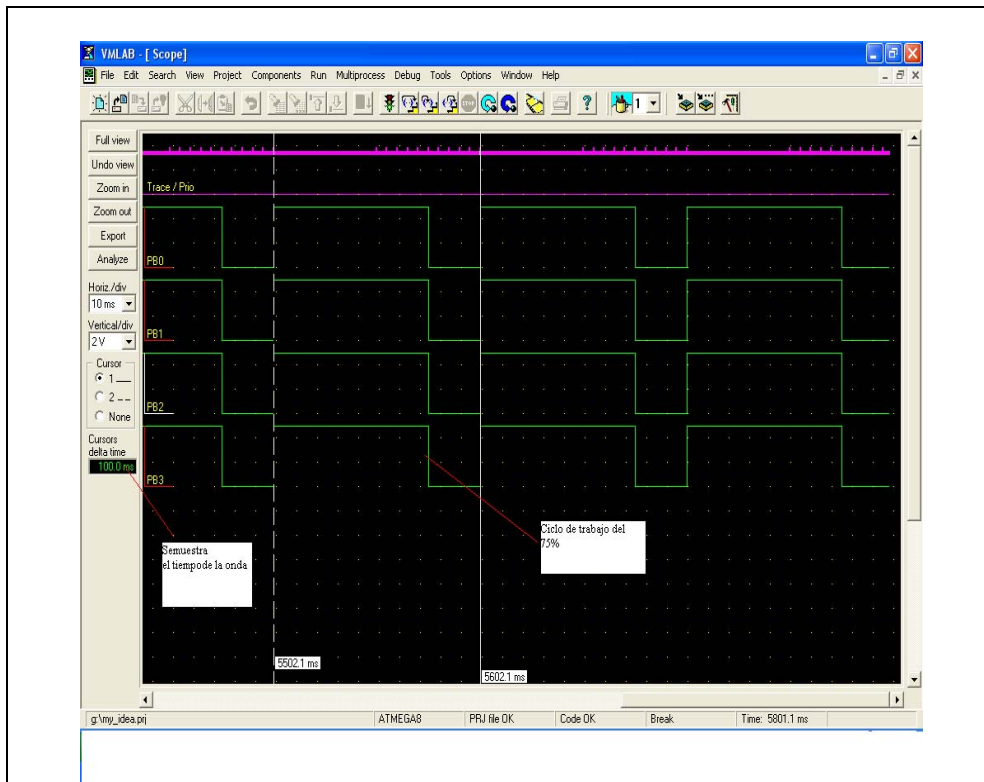 VMLAB - [ Scope]
File Edit Search View Project Components Run Multiprocess Debug Tools Options Window Help
1
Full view
Undo view
Zoom in
Zoom out
Export
Analyze
Horiz./div
10 ms
Vertical/div
2 V
Cursor
1 __
2 _ _
None
Cursors
delta time
100.0 ms
Trace / Prio
PB0
PB1
PB2
PB3
Semuestra
el tiempode la onda
Ciclo de trabajo del
75%
5502.1 ms
5602.1 ms
g:\my_idea.prj ATMEGA8 PRJ file OK Code OK Break Time: 5801.1 ms